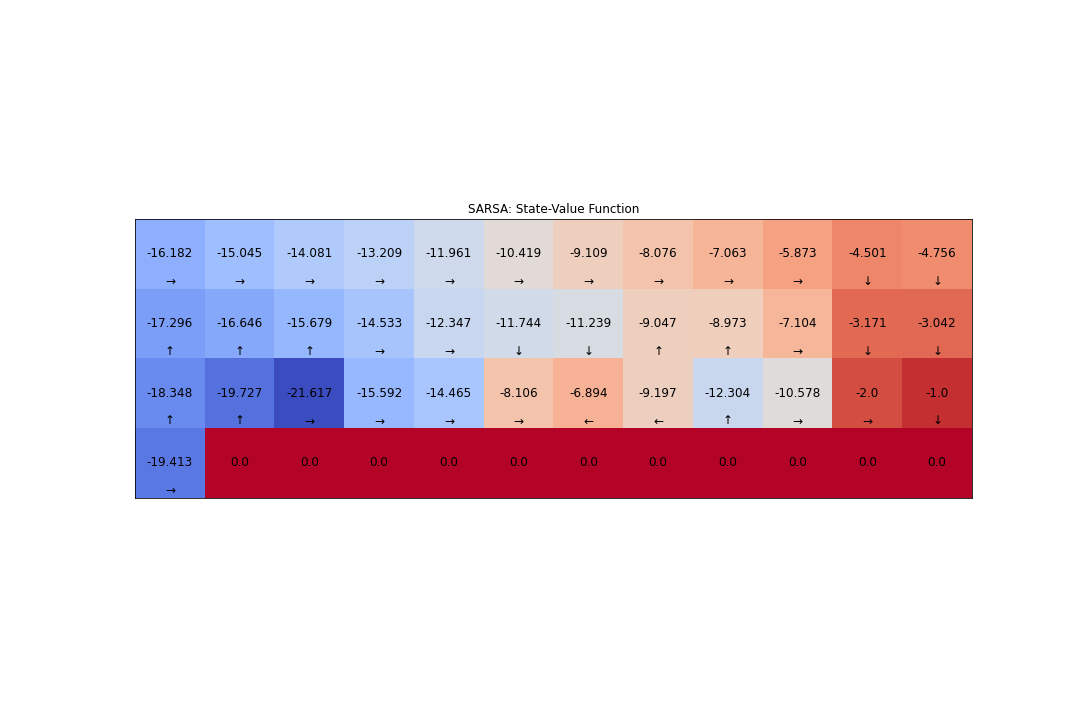 SARSA: State-Value Function
-16.182 -15.045 -14.081 -13.209 -11.961 -10.419 -9.109 -8.076 -7.063 -5.873 -4.501 -4.756
→ → → → → → → → → → ↓ ↓
-17.296 -16.646 -15.679 -14.533 -12.347 -11.744 -11.239 -9.047 -8.973 -7.104 -3.171 -3.042
↑ ↑ ↑ → → ↓ ↓ ↑ ↑ → ↓ ↓
-18.348 -19.727 -21.617 -15.592 -14.465 -8.106 -6.894 -9.197 -12.304 -10.578 -2.0 -1.0
↑ ↑ → → → → ← ← ↑ → → ↓
-19.413 0.0 0.0 0.0 0.0 0.0 0.0 0.0 0.0 0.0 0.0 0.0
→